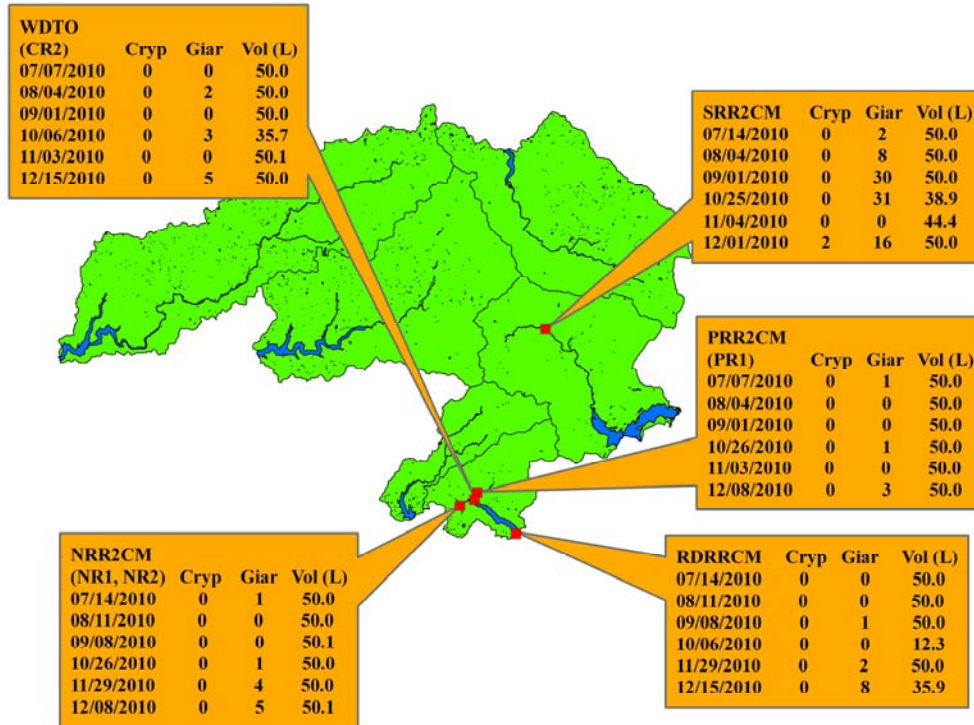 WDTO
(CR2) Cryp Giar Vol (L)
07/07/2010 0 0 50.0
08/04/2010 0 2 50.0
09/01/2010 0 0 50.0
10/06/2010 0 3 35.7
11/03/2010 0 0 50.1
12/15/2010 0 5 50.0
SRR2CM Cryp Giar Vol (L)
07/14/2010 0 2 50.0
08/04/2010 0 8 50.0
09/01/2010 0 30 50.0
10/25/2010 0 31 38.9
11/04/2010 0 0 44.4
12/01/2010 2 16 50.0
PRR2CM
(PR1) Cryp Giar Vol (L)
07/07/2010 0 1 50.0
08/04/2010 0 0 50.0
09/01/2010 0 0 50.0
10/26/2010 0 1 50.0
11/03/2010 0 0 50.0
12/08/2010 0 3 50.0
NRR2CM
(NR1, NR2) Cryp Giar Vol (L)
07/14/2010 0 1 50.0
08/11/2010 0 0 50.0
09/08/2010 0 0 50.1
10/26/2010 0 1 50.0
11/29/2010 0 4 50.0
12/08/2010 0 5 50.1
RDRRCM Cryp Giar Vol (L)
07/14/2010 0 0 50.0
08/11/2010 0 0 50.0
09/08/2010 0 1 50.0
10/06/2010 0 0 12.3
11/29/2010 0 2 50.0
12/15/2010 0 8 35.9